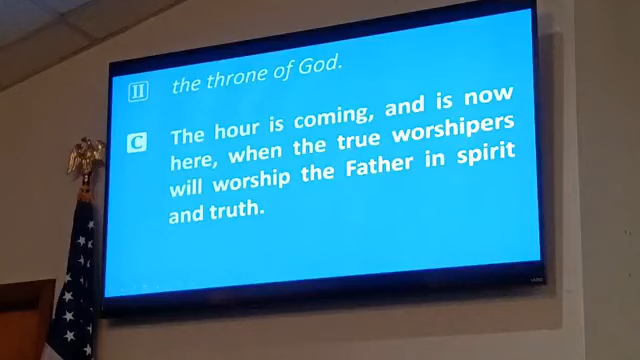 II the throne of God.
C The hour is coming, and is now
here, when the true worshipers
will worship the Father in spirit
and truth.